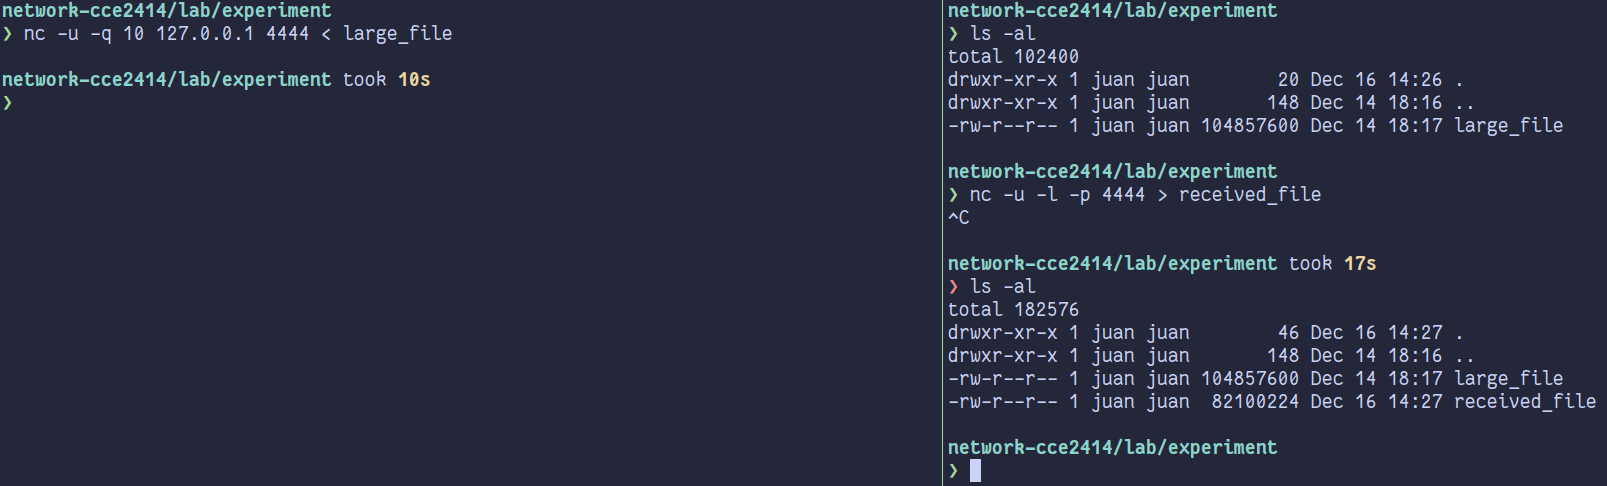 network-cce2414/lab/experiment
❯ nc -u -q 10 127.0.0.1 4444 < large_file
network-cce2414/lab/experiment took 10s
❯
network-cce2414/lab/experiment
❯ ls -al
total 102400
drwxr-xr-x 1 juan juan        20 Dec 16 14:26 .
drwxr-xr-x 1 juan juan       148 Dec 14 18:16 ..
-rw-r--r-- 1 juan juan 104857600 Dec 14 18:17 large_file
network-cce2414/lab/experiment
❯ nc -u -l -p 4444 > received_file
^C
network-cce2414/lab/experiment took 17s
❯ ls -al
total 182576
drwxr-xr-x 1 juan juan        46 Dec 16 14:27 .
drwxr-xr-x 1 juan juan       148 Dec 14 18:16 ..
-rw-r--r-- 1 juan juan 104857600 Dec 14 18:17 large_file
-rw-r--r-- 1 juan juan  82100224 Dec 16 14:27 received_file
network-cce2414/lab/experiment
❯